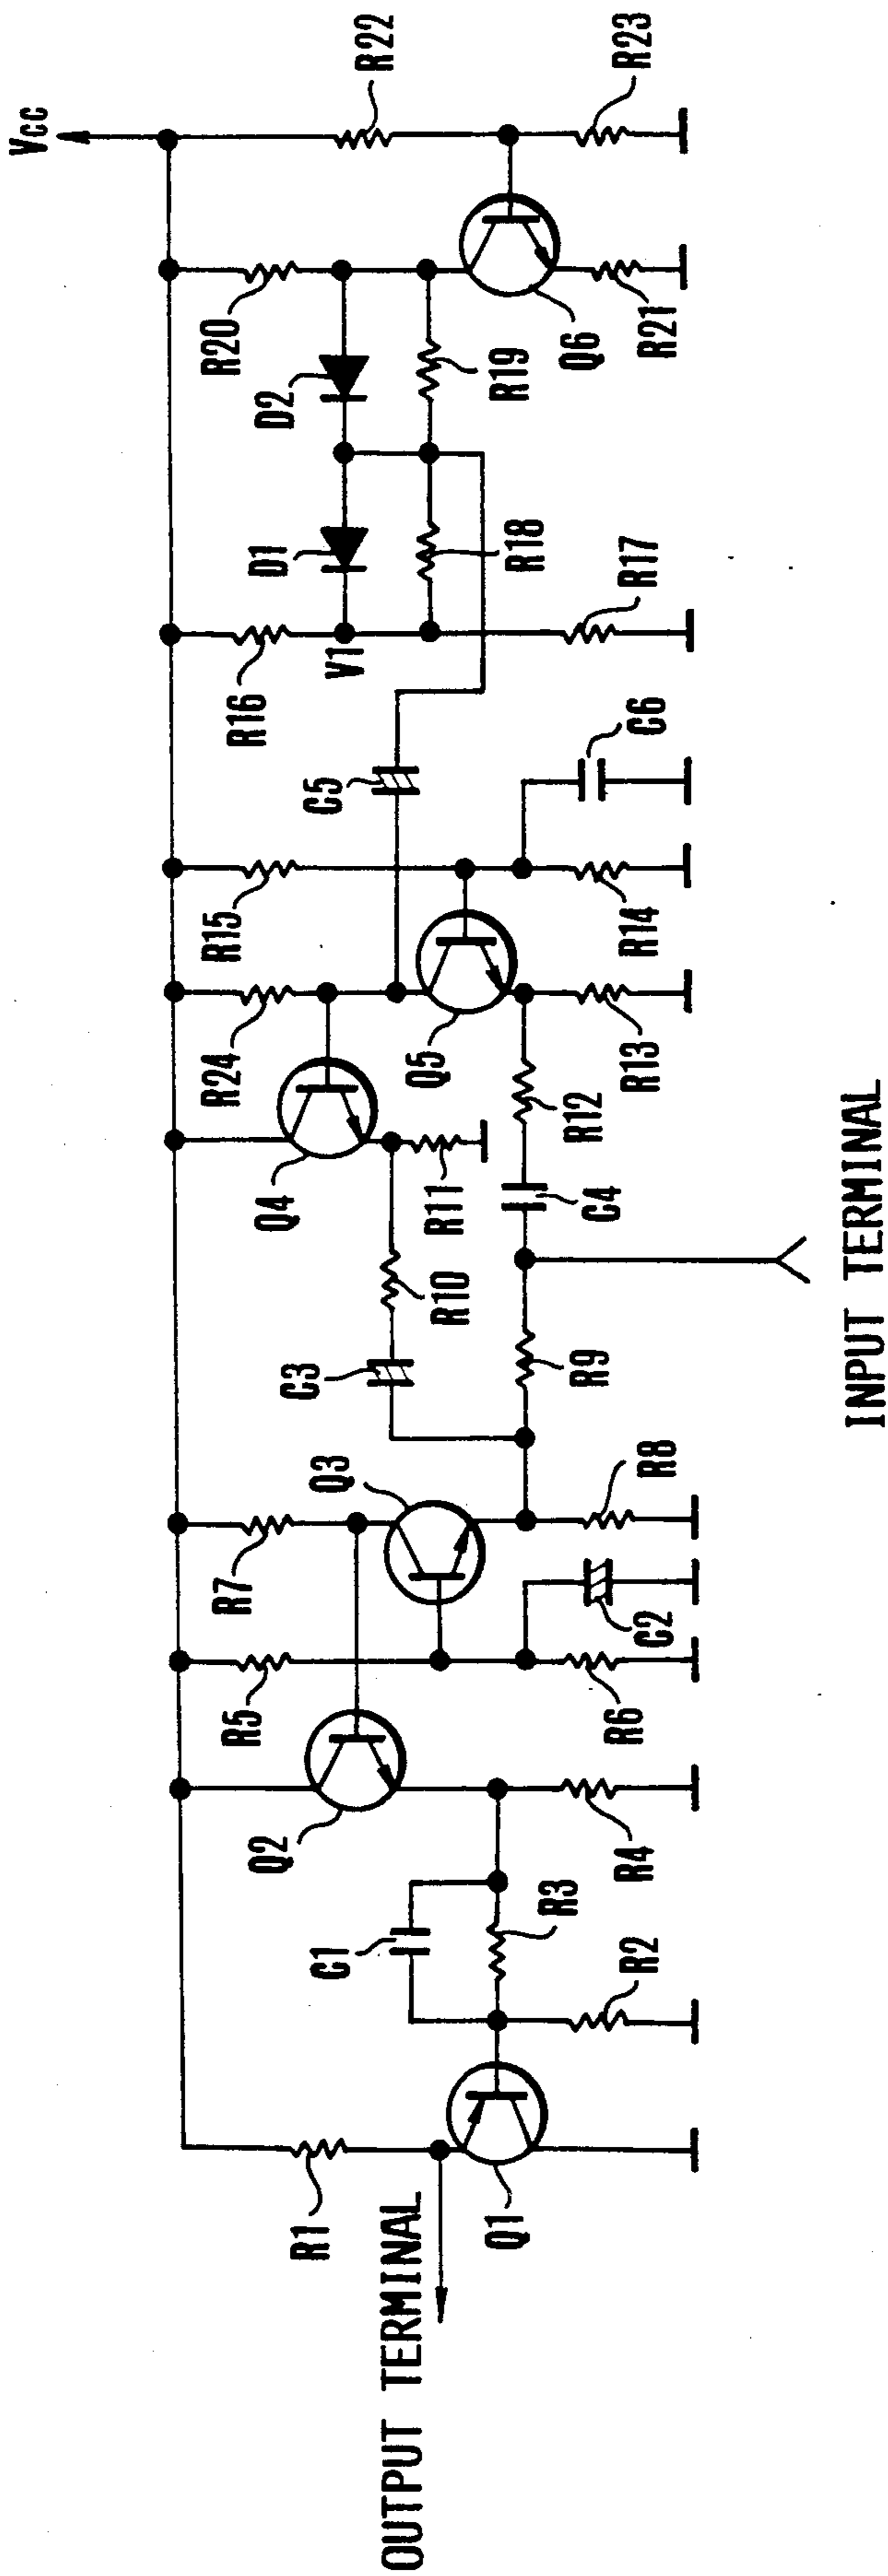 Vcc
R22
R23
R20
D2
R19
Q6
R21
D1
R18
R16
V1
R17
C5
C6
R15
R14
R24
Q5
R13
Q4
R11
R12
C4
R10
C3
R9
INPUT TERMINAL
Q3
R8
R7
C2
R5
R6
Q2
R4
C1
R3
R2
R1
Q1
OUTPUT TERMINAL